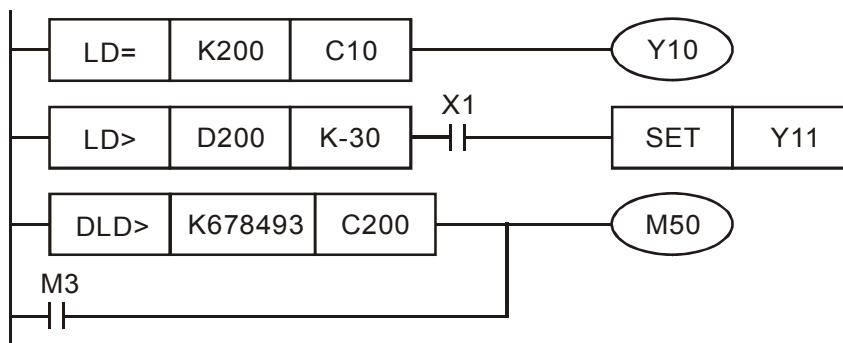 LD= K200 C10 Y10
X1
LD> D200 K-30 SET Y11
DLD> K678493 C200 M50
M3